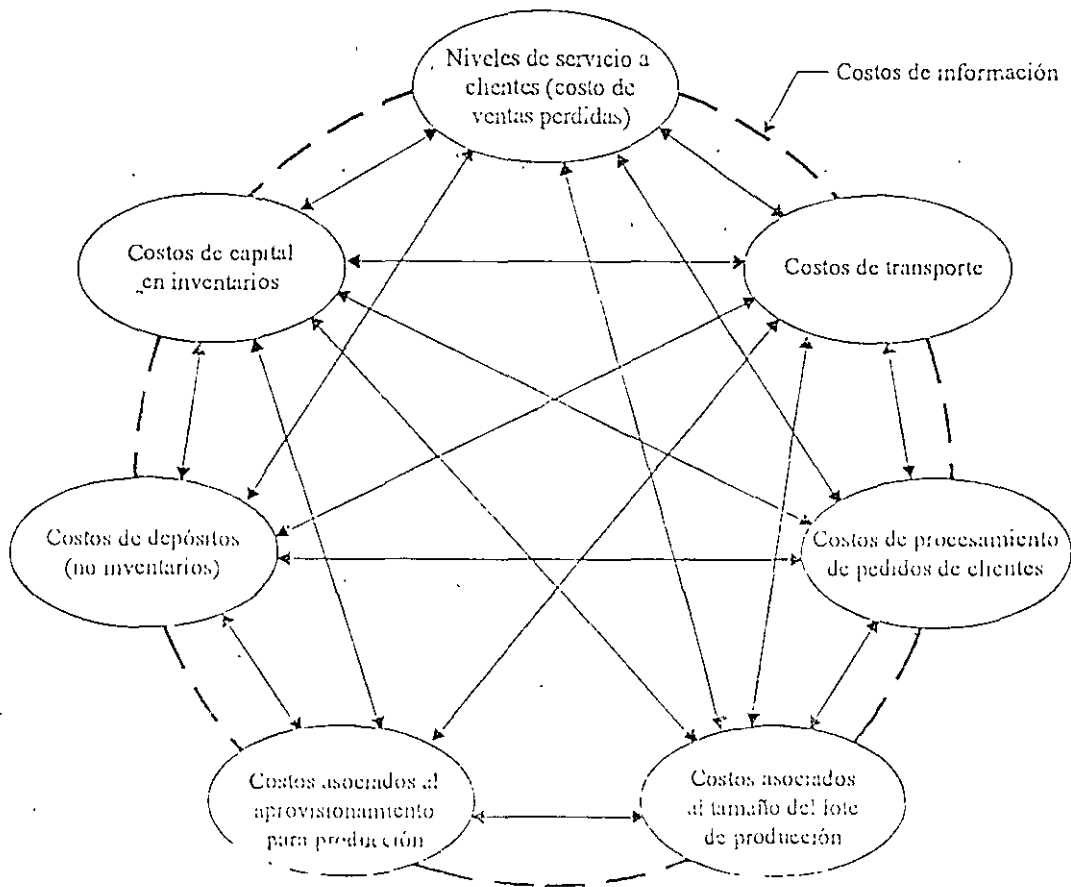 Niveles de servicio a
clientes (costo de
ventas perdidas)
Costos de información
Costos de capital
en inventarios
Costos de transporte
Costos de depósitos
(no inventarios)
Costos de procesamiento
de pedidos de clientes
Costos asociados al
aprovisionamiento
para producción
Costos asociados
al tamaño del lote
de producción